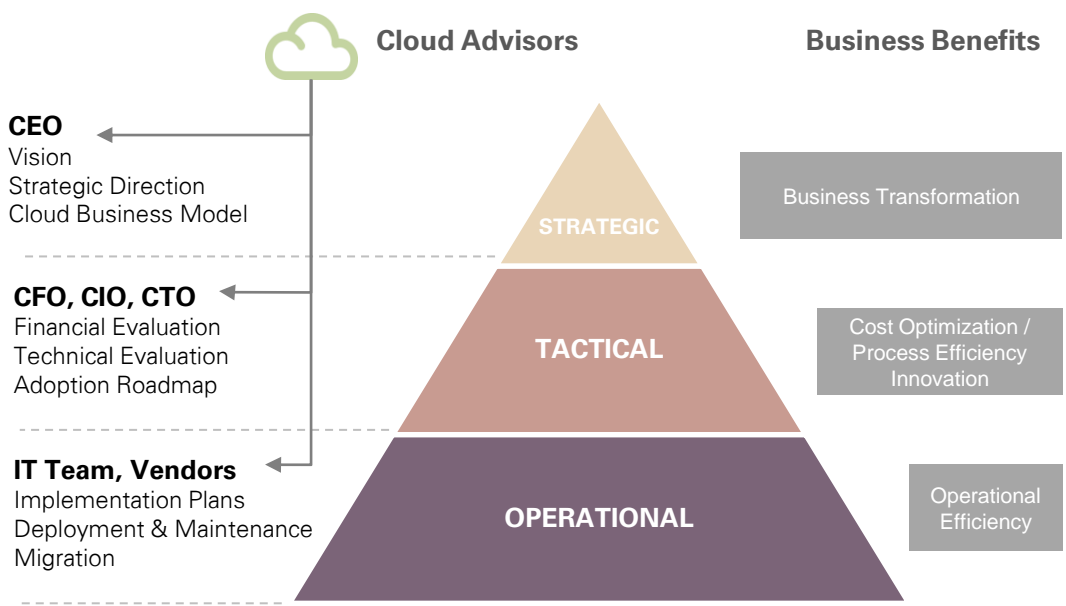 Cloud Advisors
Business Benefits
CEO
Vision
Strategic Direction
Cloud Business Model
STRATEGIC
Business Transformation
CFO, CIO, CTO
Financial Evaluation
Technical Evaluation
Adoption Roadmap
TACTICAL
Cost Optimization /
Process Efficiency
Innovation
IT Team, Vendors
Implementation Plans
Deployment & Maintenance
Migration
OPERATIONAL
Operational
Efficiency